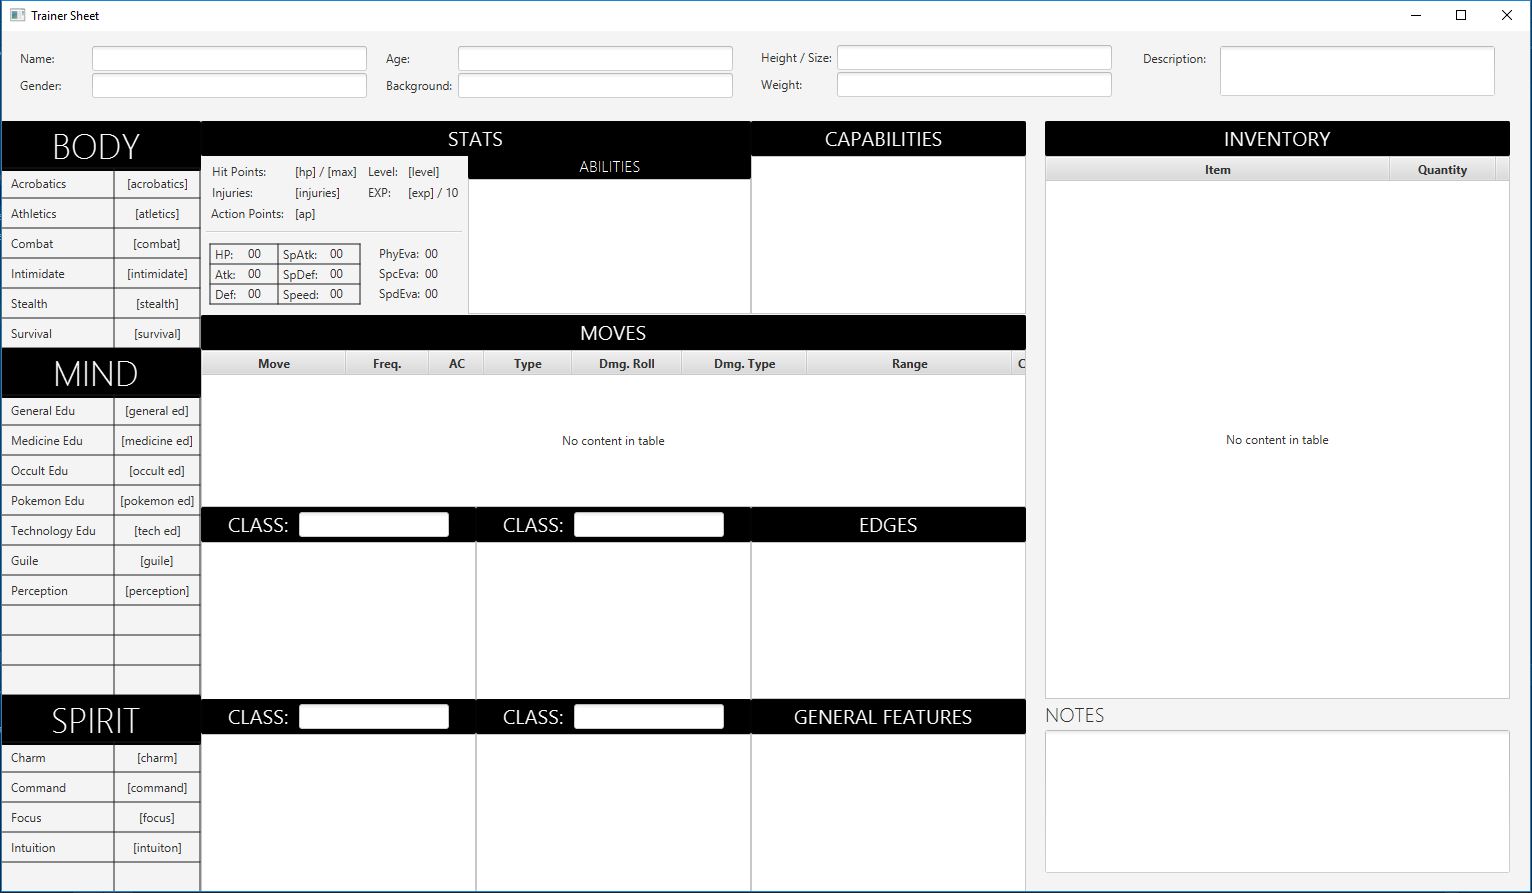 Trainer Sheet
Name:
Age:
Height / Size:
Description:
Gender:
Background:
Weight:
BODY
Acrobatics [acrobatics]
Athletics [atletics]
Combat [combat]
Intimidate [intimidate]
Stealth [stealth]
Survival [survival]
MIND
General Edu [general ed]
Medicine Edu [medicine ed]
Occult Edu [occult ed]
Pokemon Edu [pokemon ed]
Technology Edu [tech ed]
Guile [guile]
Perception [perception]
SPIRIT
Charm [charm]
Command [command]
Focus [focus]
Intuition [intuiton]
STATS
Hit Points: [hp] / [max] Level: [level]
Injuries: [injuries] EXP: [exp] / 10
Action Points: [ap]
HP: 00 SpAtk: 00 PhyEva: 00
Atk: 00 SpDef: 00 SpcEva: 00
Def: 00 Speed: 00 SpdEva: 00
ABILITIES
CAPABILITIES
MOVES
Move Freq. AC Type Dmg. Roll Dmg. Type Range C
No content in table
CLASS:
CLASS:
EDGES
CLASS:
CLASS:
GENERAL FEATURES
INVENTORY
Item Quantity
No content in table
NOTES